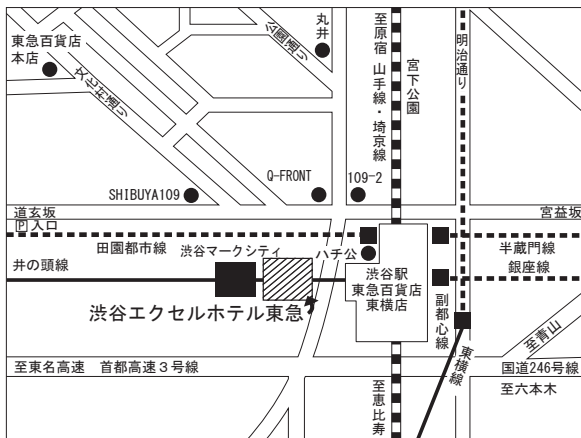 丸井
東急百貨店
本店
公園通り
文化村通り
至原宿
山手線・埼京線
宮下公園
明治通り
Q-FRONT
109-2
SHIBUYA109
道玄坂
宮益坂
P入口
田園都市線
渋谷マークシティ
ハチ公
半蔵門線
井の頭線
渋谷駅
東急百貨店
東横店
銀座線
渋谷エクセルホテル東急
副都心線
至青山
東横線
至東名高速 首都高速3号線
国道246号線
至恵比寿
至六本木